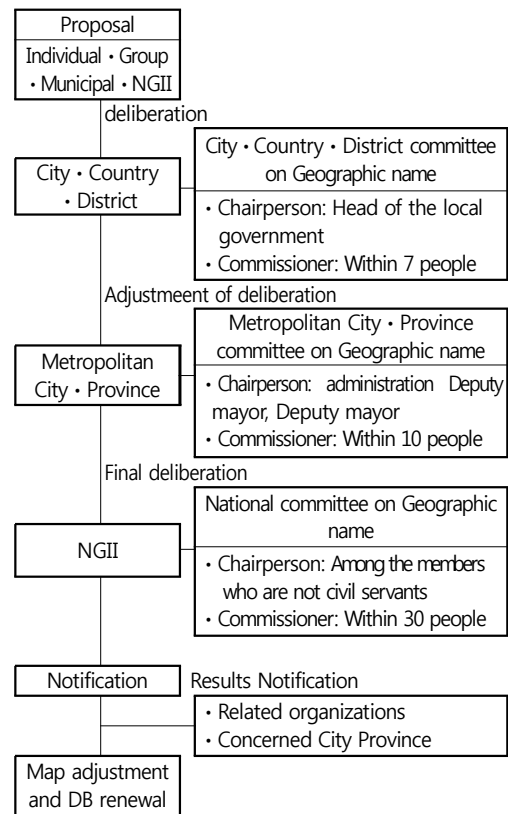 Proposal
Individual・Group
・Municipal・NGII
deliberation
City・Country・District committee
on Geographic name
City・Country
・District
・Chairperson: Head of the local
government
・Commissioner: Within 7 people
Adjustmeent of deliberation
Metropolitan City・Province
committee on Geographic name
Metropolitan
City・Province
・Chairperson: administration Deputy
mayor, Deputy mayor
・Commissioner: Within 10 people
Final deliberation
National committee on Geographic
name
NGII
・Chairperson: Among the members
who are not civil servants
・Commissioner: Within 30 people
Notification
Results Notification
・Related organizations
・Concerned City Province
Map adjustment
and DB renewal